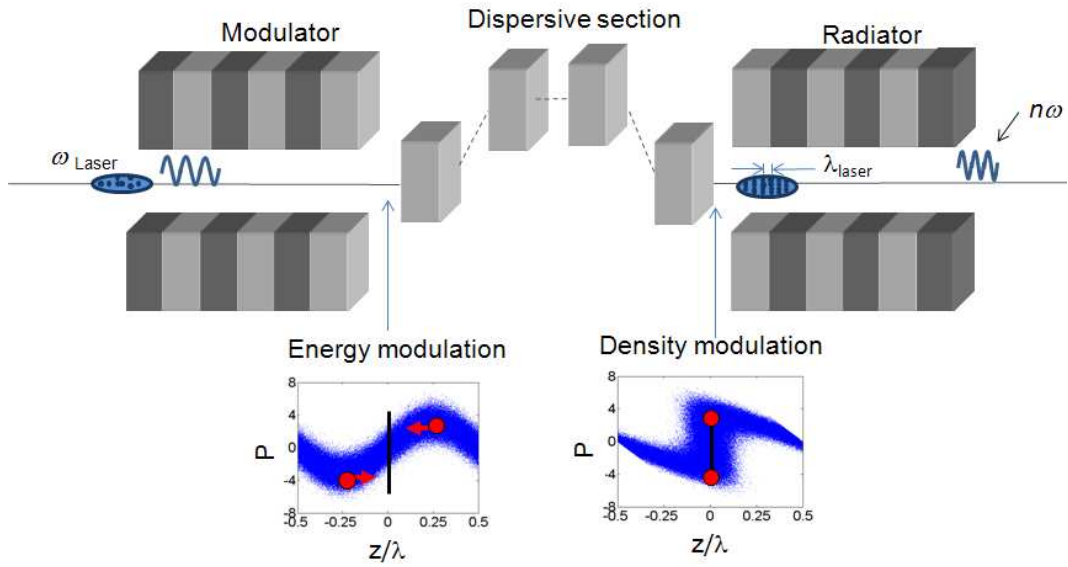 Dispersive section
Modulator
Radiator
nω
ω Laser
λlaser
Energy modulation
Density modulation
8
4
0
-4
-8
P
-0.5 -0.25 0 0.25 0.5
z/λ
8
4
0
-4
-8
P
-0.5 -0.25 0 0.25 0.5
z/λ